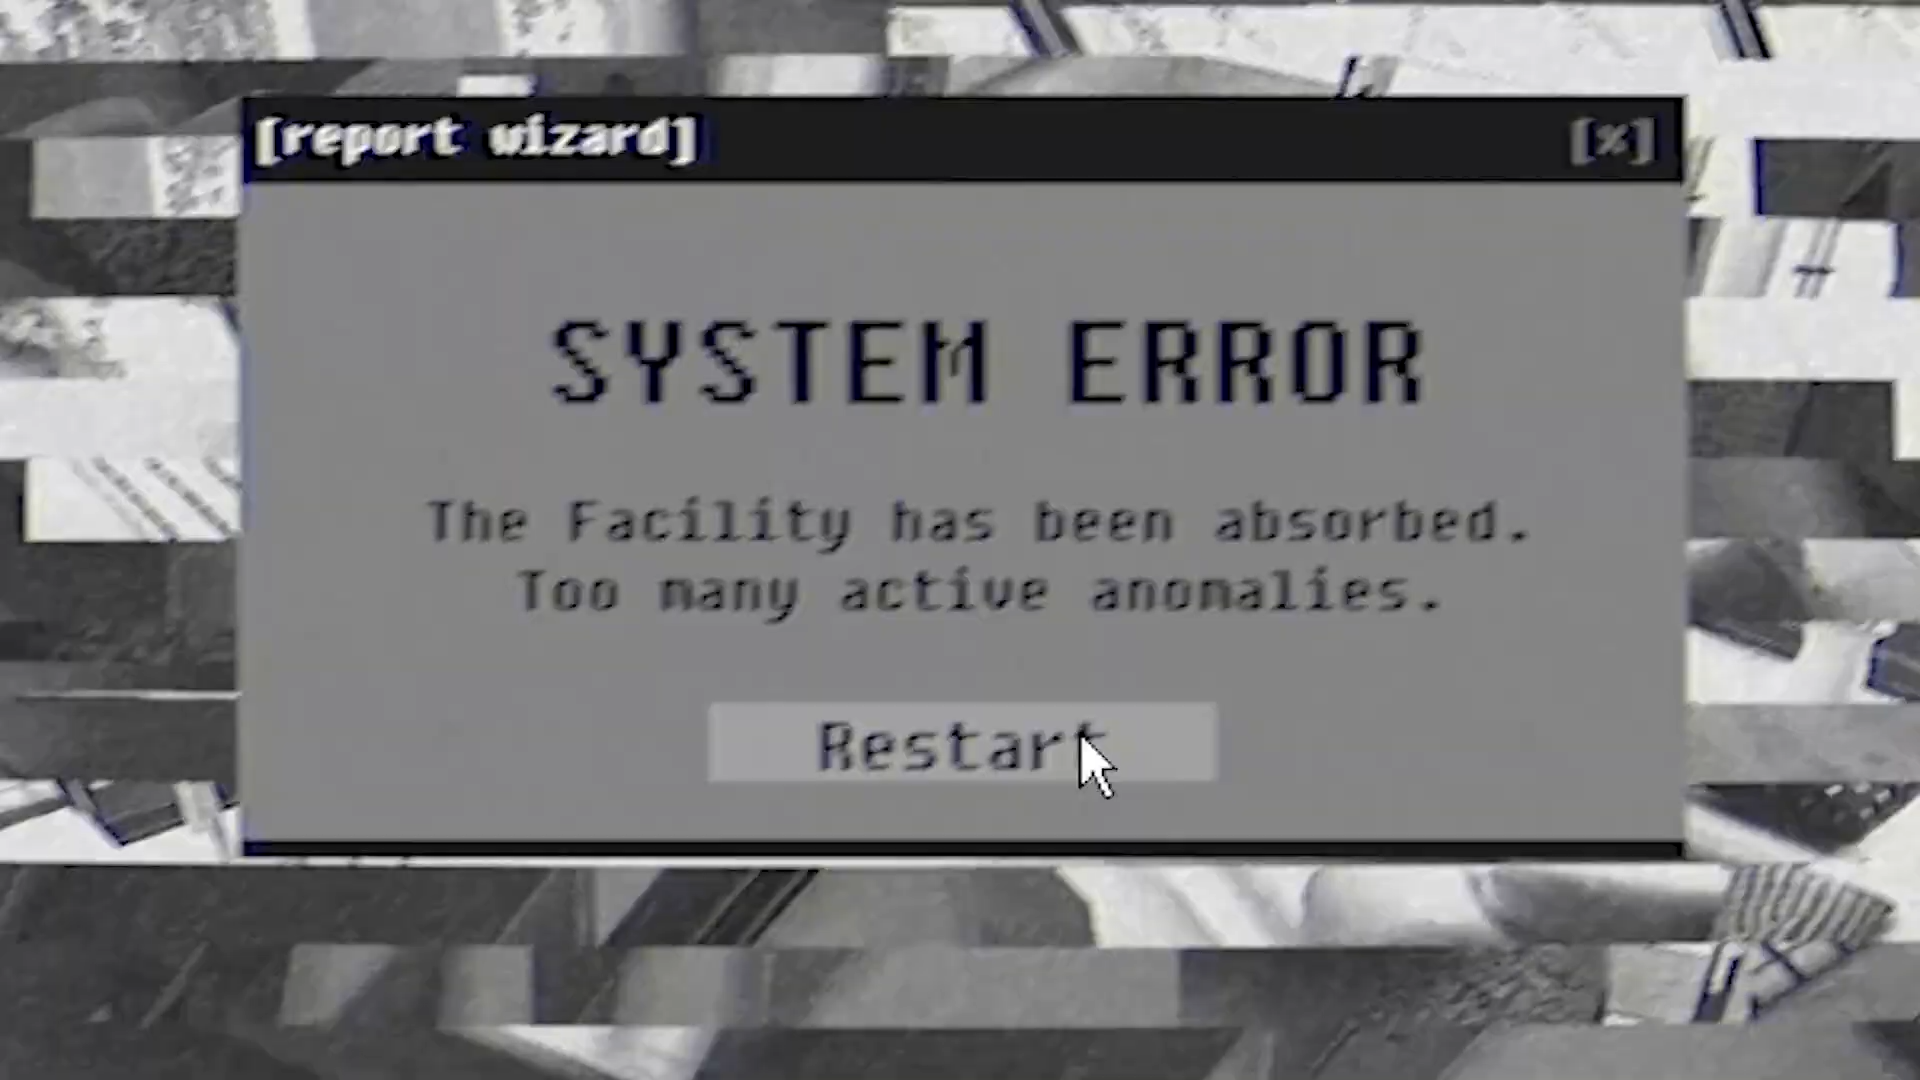 [report wizard] [x]
SYSTEM ERROR
The Facility has been absorbed.
Too many active anomalies.
Restart